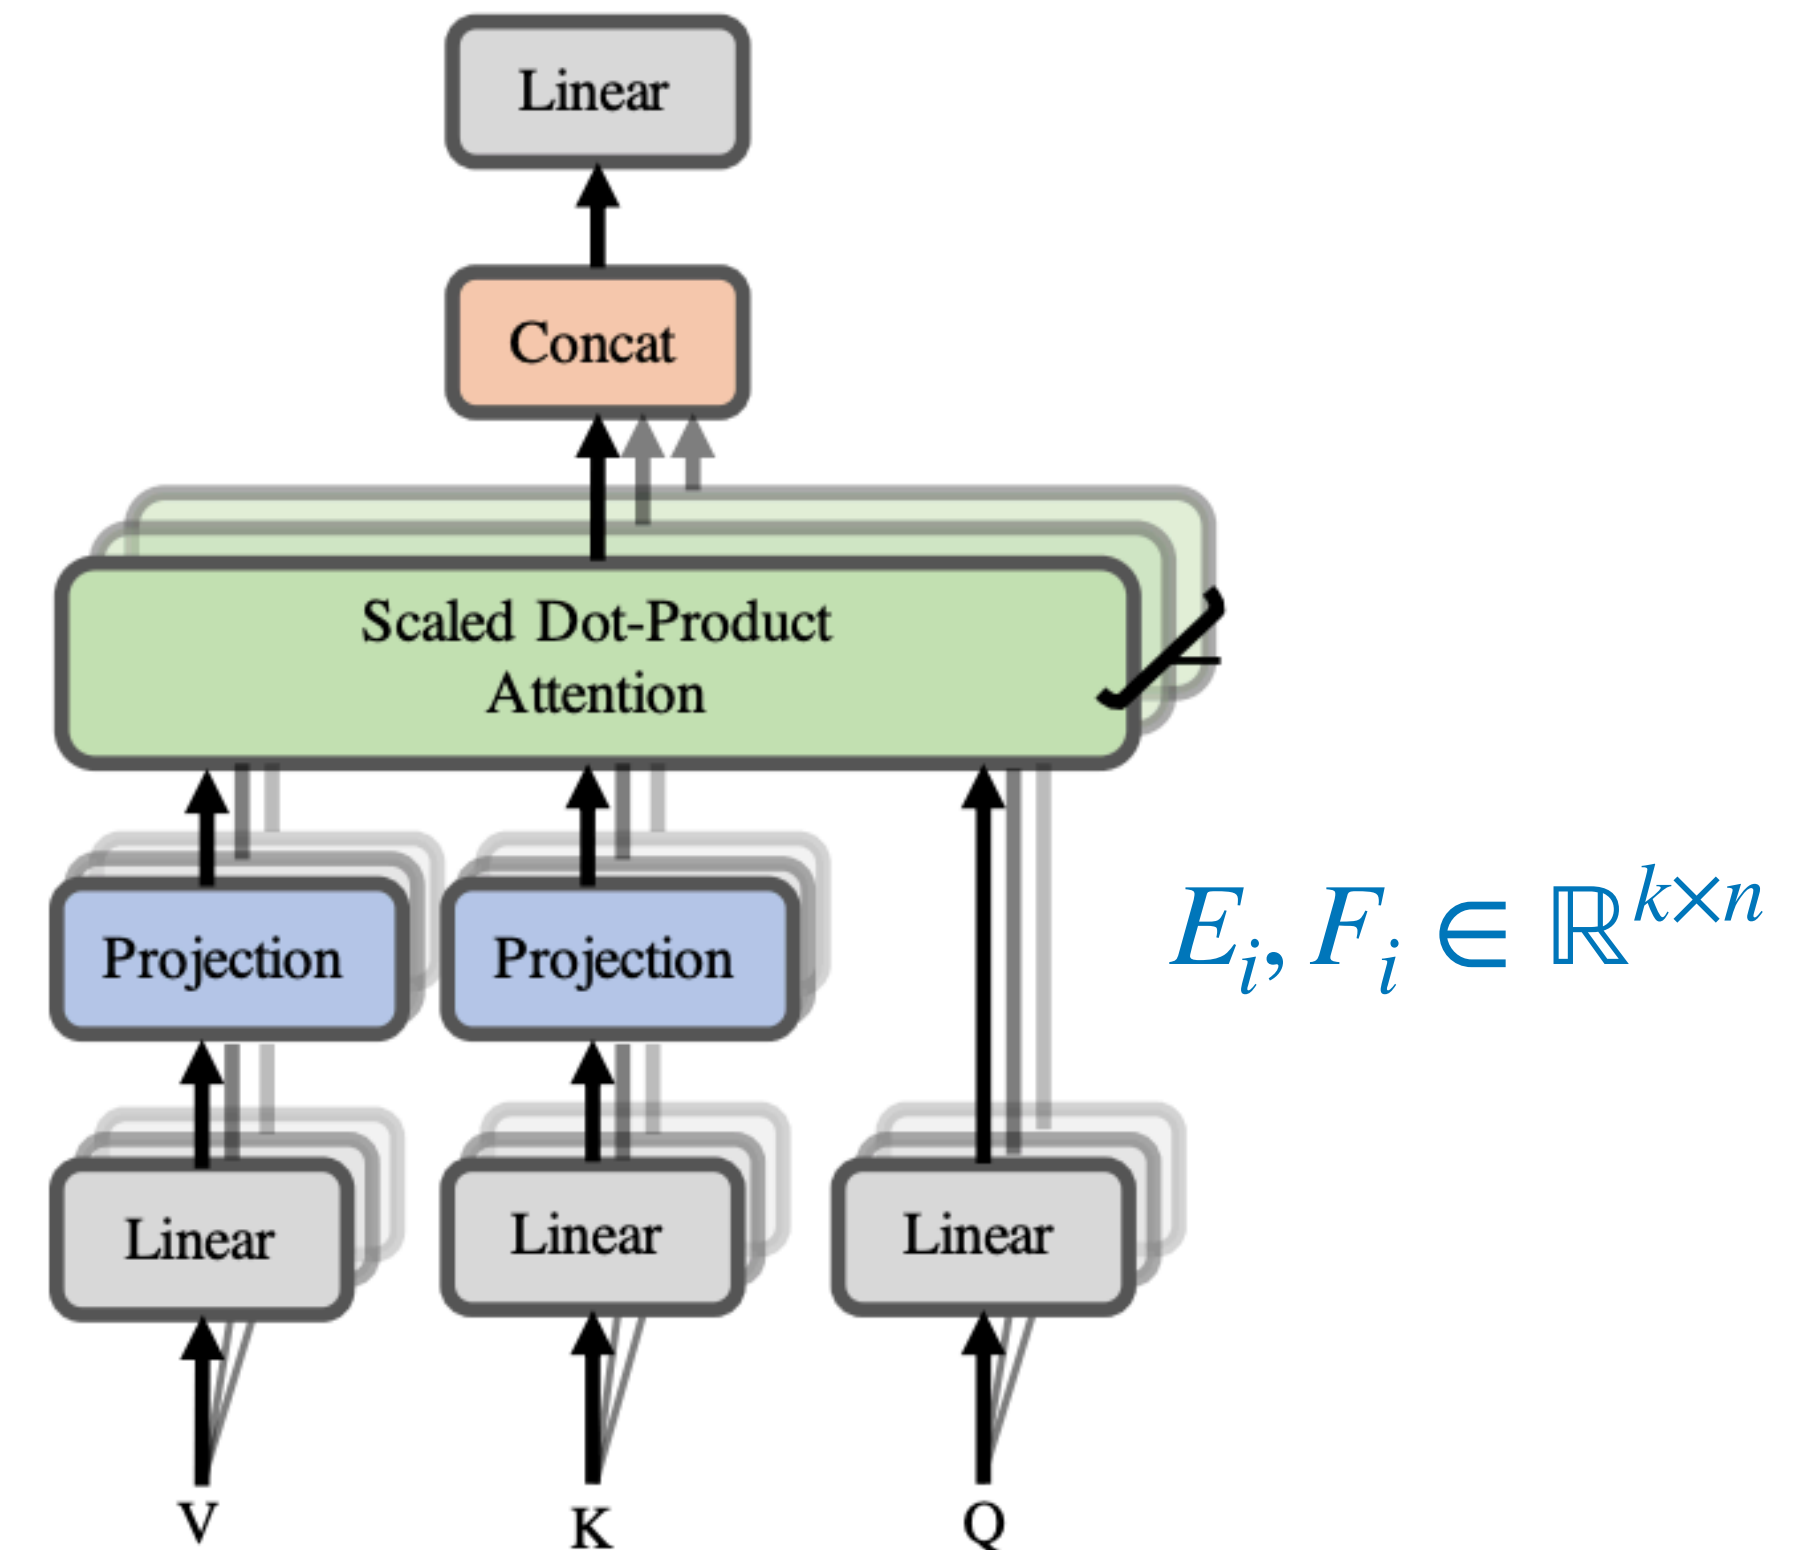 Linear
Concat
Scaled Dot-Product
Attention
Projection Projection
E_i, F_i ∈ ℝ^{k×n}
Linear Linear Linear
V K Q